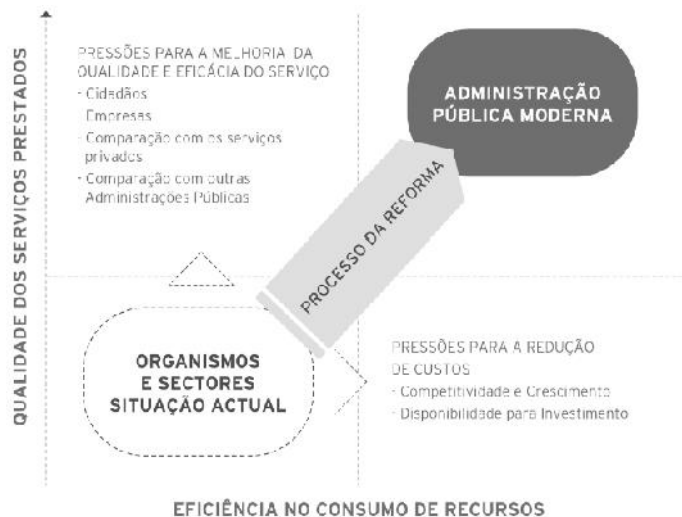 QUALIDADE DOS SERVIÇOS PRESTADOS
PRESSÕES PARA A MELHORIA DA
QUALIDADE E EFICÁCIA DO SERVIÇO
- Cidadãos
Empresas
- Comparação com os serviços
privados
- Comparação com outras
Administrações Públicas
ADMINISTRAÇÃO
PÚBLICA MODERNA
PROCESSO DA REFORMA
ORGANISMOS
E SECTORES
SITUAÇÃO ACTUAL
PRESSÕES PARA A REDUÇÃO
DE CUSTOS
- Competitividade e Crescimento
- Disponibilidade para Investimento
EFICIÊNCIA NO CONSUMO DE RECURSOS